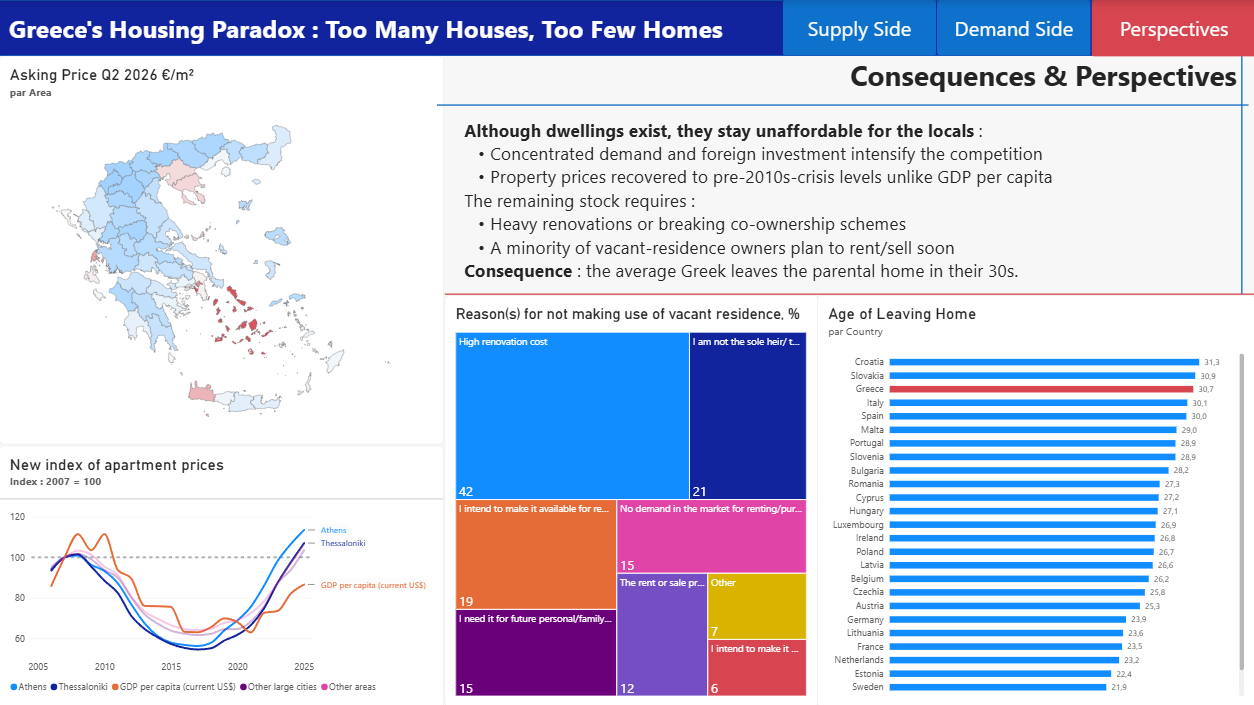 Greece's Housing Paradox : Too Many Houses, Too Few Homes
Supply Side
Demand Side
Perspectives
Asking Price Q2 2026 €/m²
par Area
Consequences & Perspectives
Although dwellings exist, they stay unaffordable for the locals :
• Concentrated demand and foreign investment intensify the competition
• Property prices recovered to pre-2010s-crisis levels unlike GDP per capita
The remaining stock requires :
• Heavy renovations or breaking co-ownership schemes
• A minority of vacant-residence owners plan to rent/sell soon
Consequence : the average Greek leaves the parental home in their 30s.
New index of apartment prices
Index : 2007 = 100
120
100
80
60
2005
2010
2015
2020
2025
Athens
Thessaloniki
GDP per capita (current US$)
Athens
Thessaloniki
GDP per capita (current US$)
Other large cities
Other areas
Reason(s) for not making use of vacant residence, %
High renovation cost
42
I am not the sole heir/ t...
21
I intend to make it available for re...
19
No demand in the market for renting/pur...
15
I need it for future personal/family...
15
The rent or sale pr...
12
Other
7
I intend to make it ...
6
Age of Leaving Home
par Country
Croatia 31,3
Slovakia 30,9
Greece 30,7
Italy 30,1
Spain 30,0
Malta 29,0
Portugal 28,9
Slovenia 28,9
Bulgaria 28,2
Romania 27,3
Cyprus 27,2
Hungary 27,1
Luxembourg 26,9
Ireland 26,8
Poland 26,7
Latvia 26,6
Belgium 26,2
Czechia 25,8
Austria 25,3
Germany 23,9
Lithuania 23,6
France 23,5
Netherlands 23,2
Estonia 22,4
Sweden 21,9